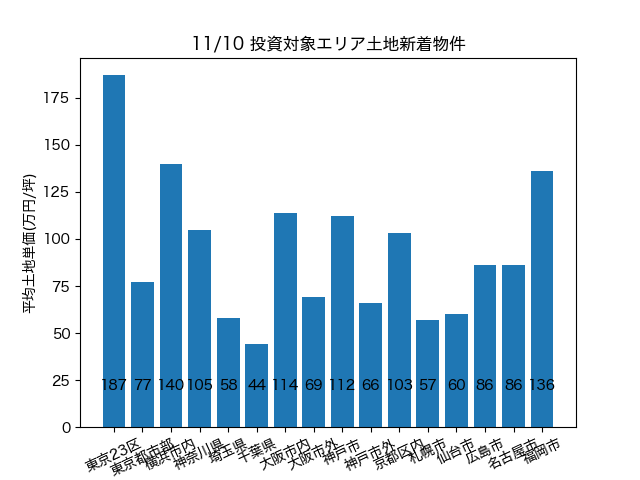 11/10 投資対象エリア土地新着物件
平均土地単価(万円/坪)
175
150
125
100
75
50
25
0
187 77 140 105 58 44 114 69 112 66 103 57 60 86 86 136
東京23区 東京都市部 横浜市内 神奈川県 埼玉県 千葉県 大阪市内 大阪市外 神戸市 神戸市外 京都区内 札幌市 仙台市 広島市 名古屋市 福岡市